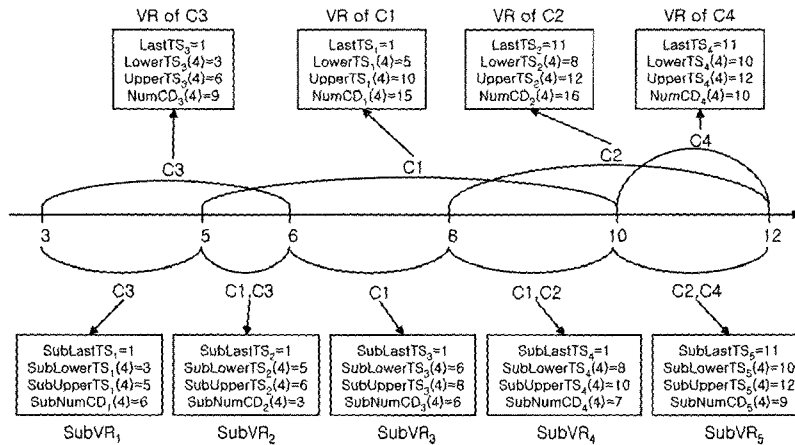 VR of C3
VR of C1
VR of C2
VR of C4
LastTS₃=1
LowerTS₃(4)=3
UpperTS₃(4)=6
NumCD₃(4)=9
LastTS₁=1
LowerTS₁(4)=5
UpperTS₁(4)=10
NumCD₁(4)=15
LastTS₂=11
LowerTS₂(4)=8
UpperTS₂(4)=12
NumCD₂(4)=16
LastTS₄=11
LowerTS₄(4)=10
UpperTS₄(4)=12
NumCD₄(4)=10
C3
C1
C2
C4
3
5
6
8
10
12
C3
C1,C3
C1
C1,C2
C2,C4
SubLastTS₁=1
SubLowerTS₁(4)=3
SubUpperTS₁(4)=5
SubNumCD₁(4)=6
SubLastTS₂=1
SubLowerTS₂(4)=5
SubUpperTS₂(4)=6
SubNumCD₂(4)=3
SubLastTS₃=1
SubLowerTS₃(4)=6
SubUpperTS₃(4)=8
SubNumCD₃(4)=6
SubLastTS₄=1
SubLowerTS₄(4)=8
SubUpperTS₄(4)=10
SubNumCD₄(4)=7
SubLastTS₅=11
SubLowerTS₅(4)=10
SubUpperTS₅(4)=12
SubNumCD₅(4)=9
SubVR₁
SubVR₂
SubVR₃
SubVR₄
SubVR₅